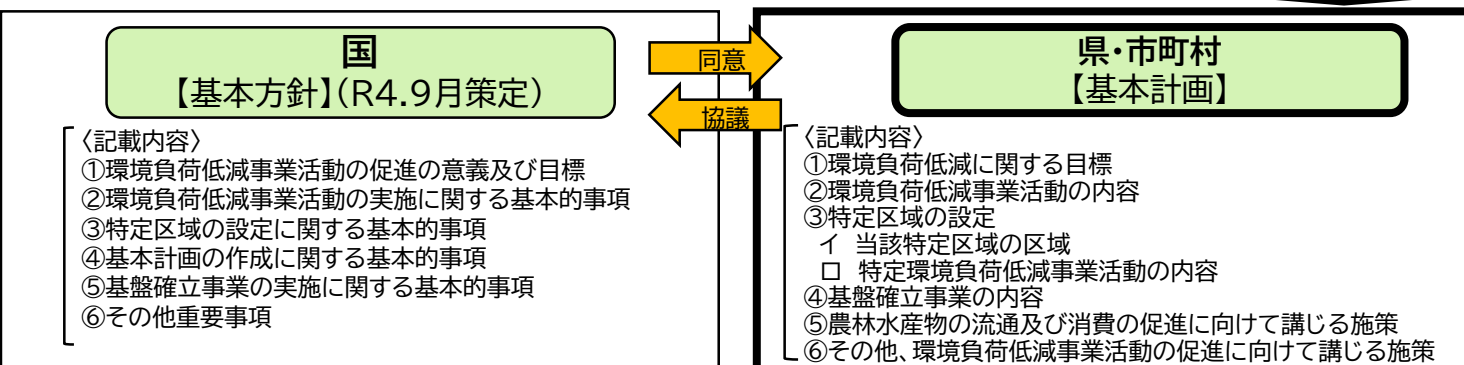 国
【基本方針】（R4.9月策定）
〈記載内容〉
①環境負荷低減事業活動の促進の意義及び目標
②環境負荷低減事業活動の実施に関する基本的事項
③特定区域の設定に関する基本的事項
④基本計画の作成に関する基本的事項
⑤基盤確立事業の実施に関する基本的事項
⑥その他重要事項
同意
協議
県・市町村
【基本計画】
〈記載内容〉
①環境負荷低減に関する目標
②環境負荷低減事業活動の内容
③特定区域の設定
イ 当該特定区域の区域
ロ 特定環境負荷低減事業活動の内容
④基盤確立事業の内容
⑤農林水産物の流通及び消費の促進に向けて講じる施策
⑥その他、環境負荷低減事業活動の促進に向けて講じる施策